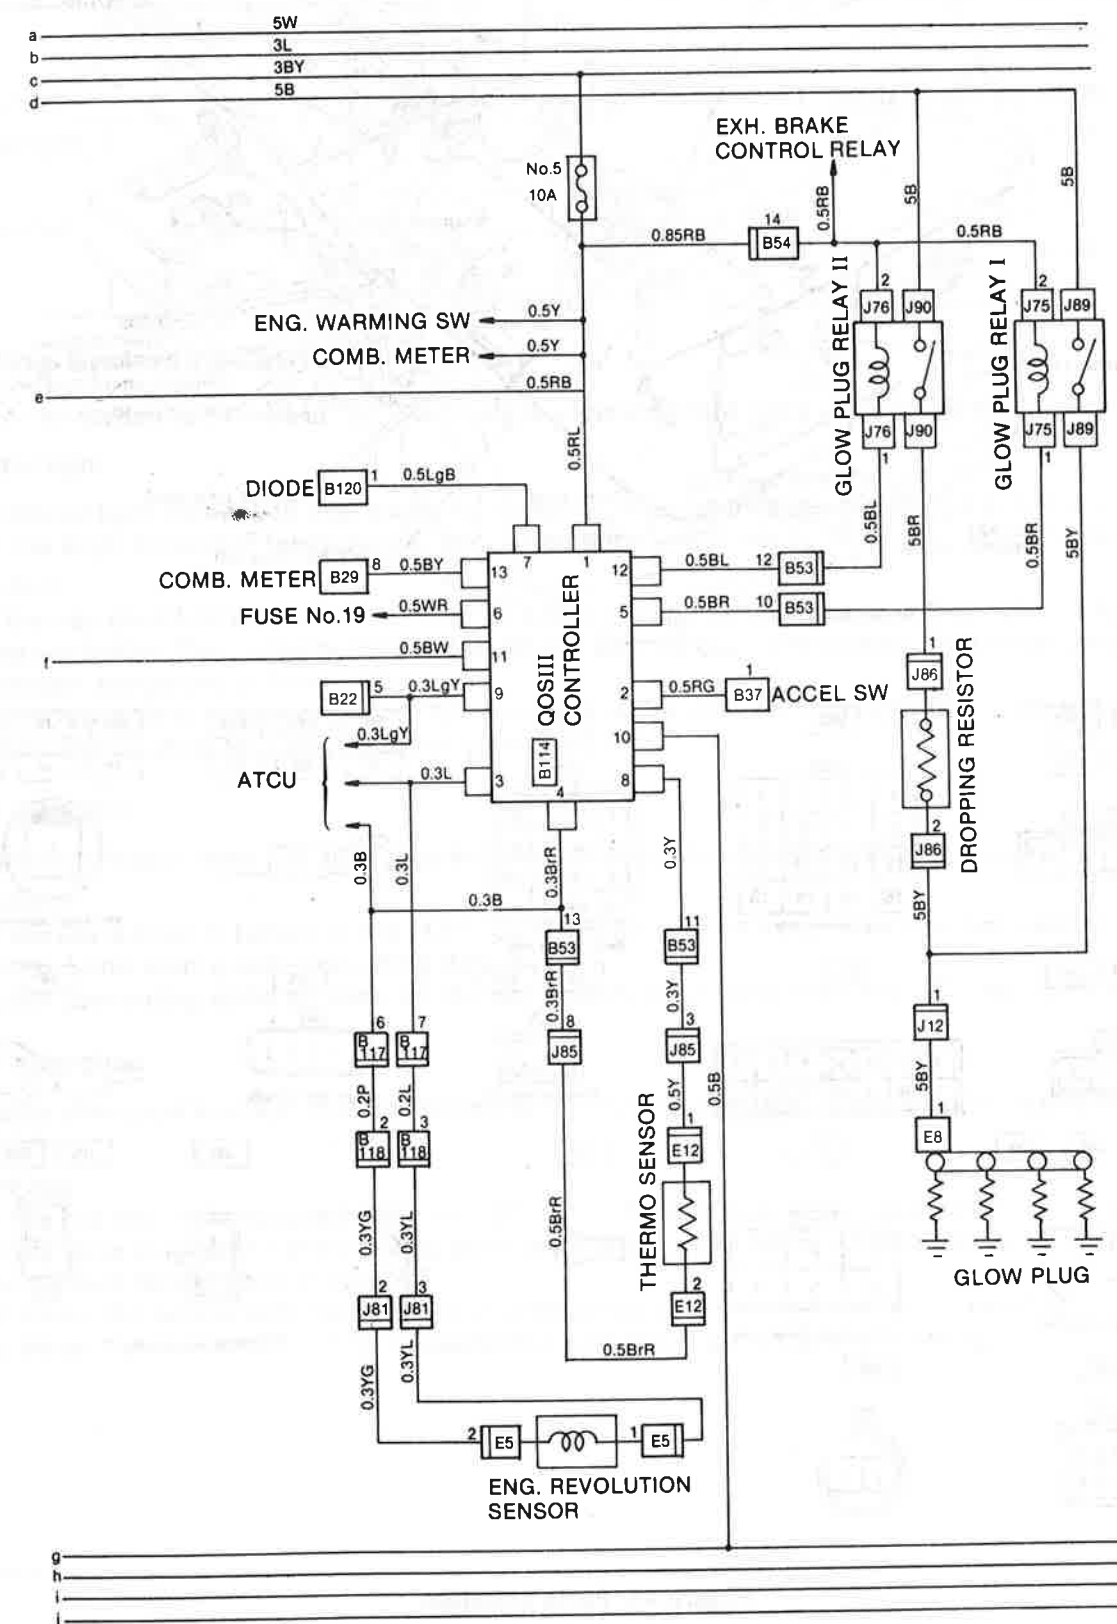 a
5W
b
3L
c
3BY
d
5B
EXH. BRAKE
CONTROL RELAY
No.5
10A
0.5RB
5B
5B
0.85RB
14
B54
0.5RB
GLOW PLUG RELAY II
GLOW PLUG RELAY I
2
J76
J90
2
J75
J89
ENG. WARMING SW
0.5Y
COMB. METER
0.5Y
e
0.5RB
J76
J90
J75
J89
1
1
0.5RL
DIODE
B120
1
0.5LgB
0.5BL
5BR
0.5BR
5BY
7
1
COMB. METER
B29
8
0.5BY
13
12
0.5BL
12
B53
FUSE No.19
0.5WR
6
5
0.5BR
10
B53
f
0.5BW
11
QOSIII
CONTROLLER
B114
B22
5
0.3LgY
9
2
0.5RG
1
B37
ACCEL SW
1
J86
0.3LgY
10
DROPPING RESISTOR
ATCU
0.3L
3
4
8
2
J86
0.3B
0.3L
0.3BrR
0.3Y
0.3B
5BY
13
B53
11
B53
0.3BrR
0.3Y
1
J12
6
B
117
7
B
117
8
J85
3
J85
0.2P
0.2L
0.5Y
0.5B
5BY
2
B
118
3
B
118
1
E12
1
E8
THERMO SENSOR
0.3YG
0.3YL
0.5BrR
GLOW PLUG
2
J81
3
J81
2
E12
0.5BrR
0.3YG
0.3YL
2
E5
1
E5
ENG. REVOLUTION
SENSOR
g
h
i
j